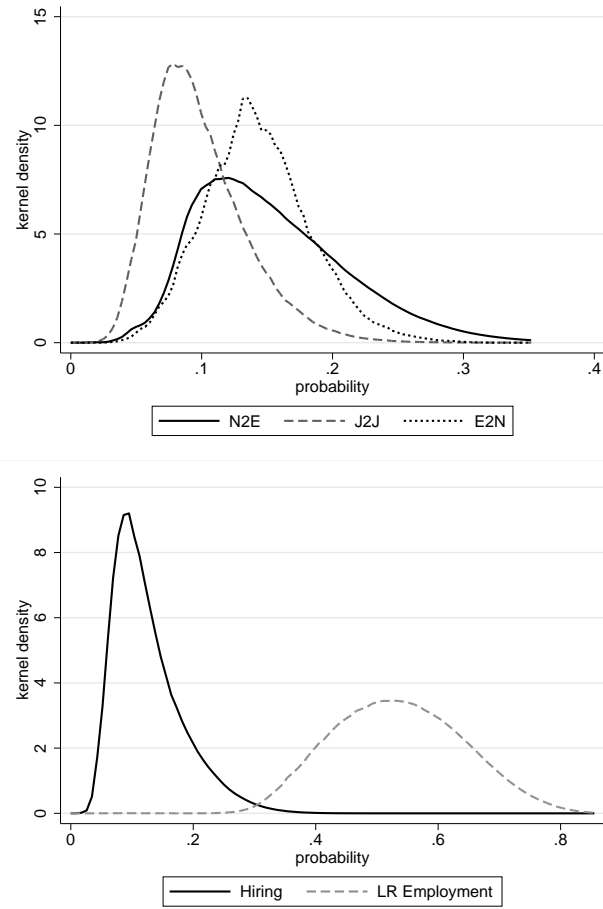 15
10
5
0
kernel density
0
.1
.2
.3
.4
probability
N2E
J2J
E2N
10
8
6
4
2
0
kernel density
0
.2
.4
.6
.8
probability
Hiring
LR Employment